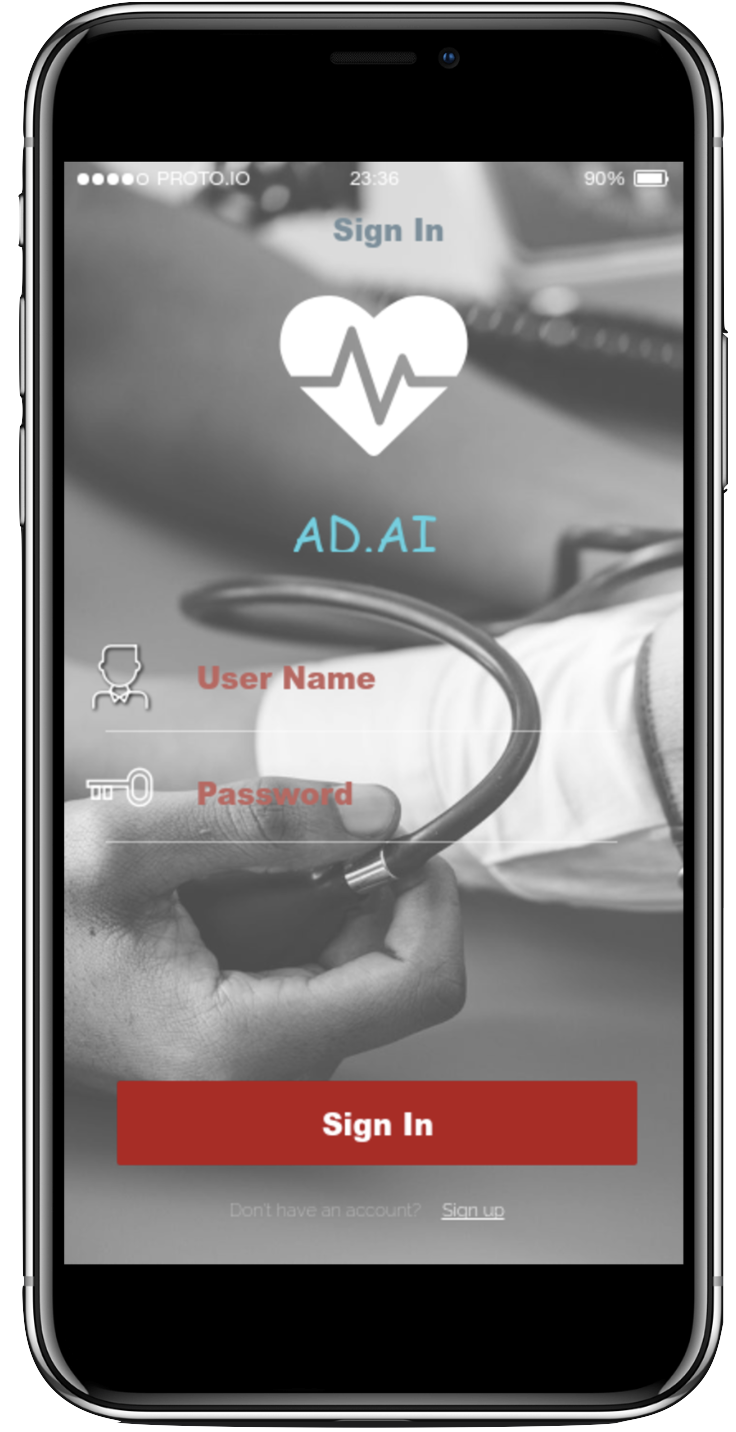 PROTO.IO 23:36 90%
Sign In
AD.AI
User Name
Password
Sign In
Don't have an account? Sign up